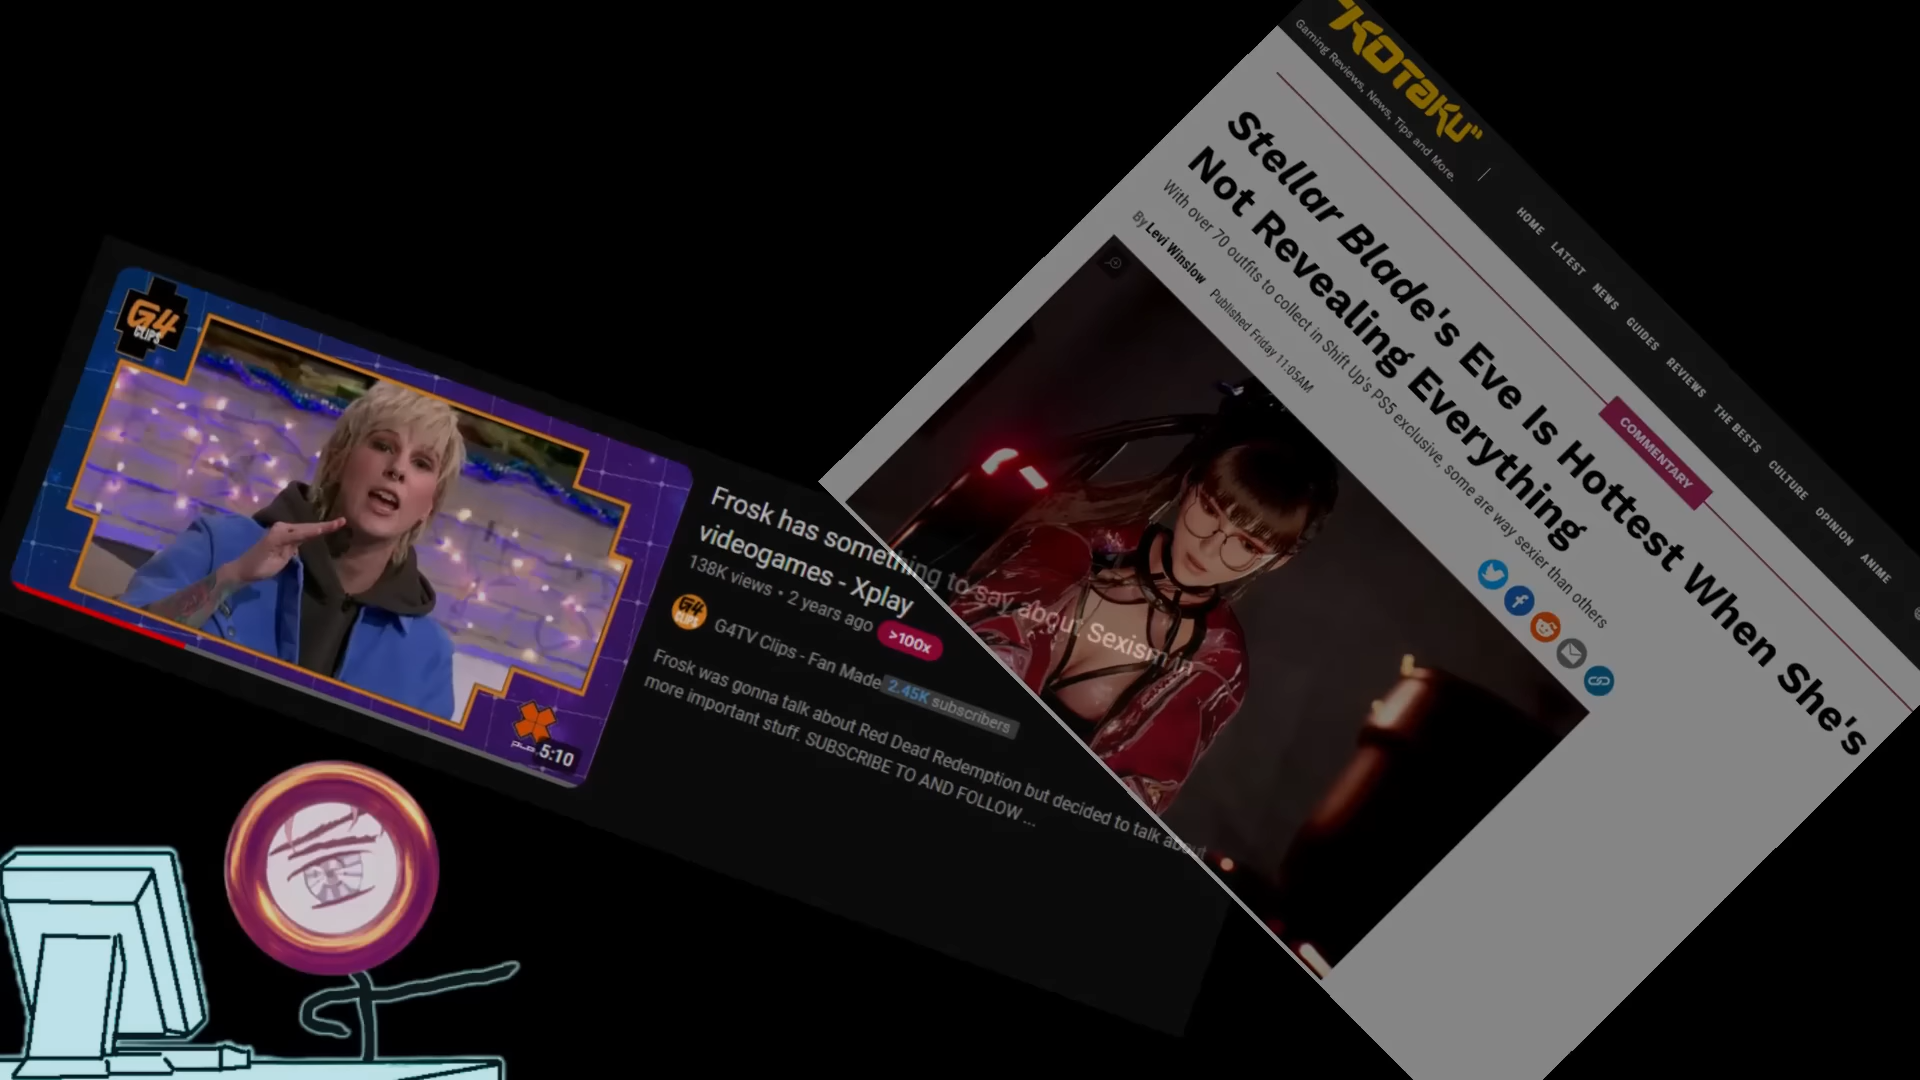 G4
CLIPS
5:10
Frosk has something to say about Sexism in
videogames - Xplay
138K views • 2 years ago
>100x
G4
CLIPS
G4TV Clips - Fan Made
2.45K subscribers
Frosk was gonna talk about Red Dead Redemption but decided to talk about
more important stuff. SUBSCRIBE TO AND FOLLOW ...
KOTaKU
Gaming Reviews, News, Tips and More.
HOME LATEST NEWS GUIDES REVIEWS THE BESTS CULTURE OPINION ANIME
COMMENTARY
Stellar Blade's Eve Is Hottest When She's
Not Revealing Everything
With over 70 outfits to collect in Shift Up's PS5 exclusive, some are way sexier than others
By Levi Winslow
Published Friday 11:05AM